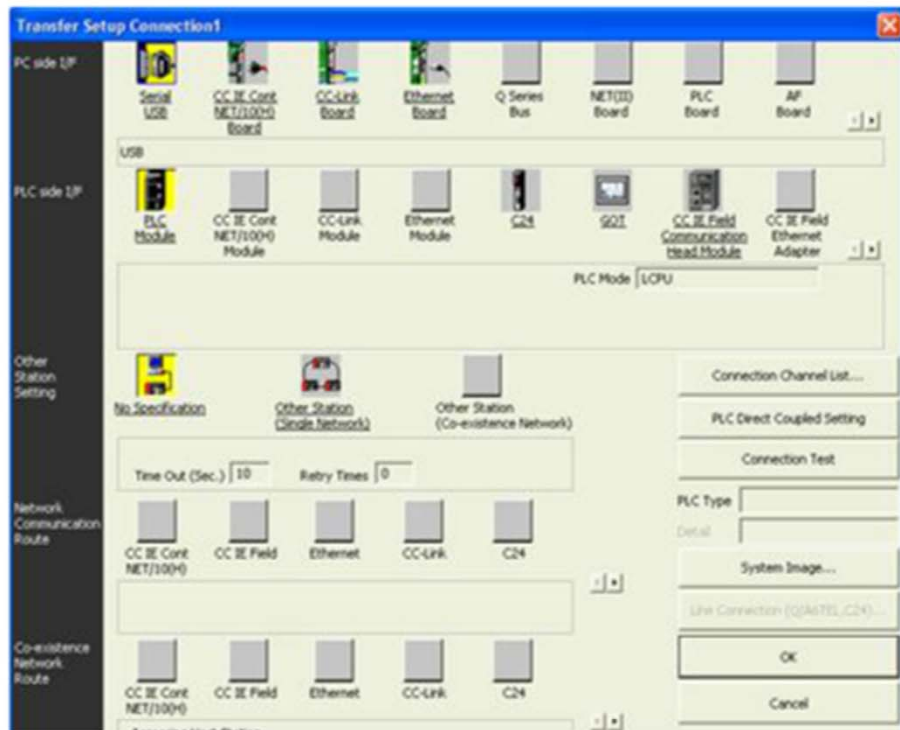 Transfer Setup Connection1
PC side I/F
Serial USB
CC IE Cont NET/10(H) Board
CC-Link Board
Ethernet Board
Q Series Bus
NET(II) Board
PLC Board
AF Board
USB
PLC side I/F
PLC Module
CC IE Cont NET/10(H) Module
CC-Link Module
Ethernet Module
C24
GOT
CC IE Field Communication Head Module
CC IE Field Ethernet Adapter
PLC Mode LCPU
Other Station Setting
No Specification
Other Station (Single Network)
Other Station (Co-existence Network)
Time Out (Sec.) 10 Retry Times 0
Connection Channel List...
PLC Direct Coupled Setting
Connection Test
PLC Type
Detail
System Image...
Line Connection (Q/A6TEL,C24)...
OK
Cancel
Network Communication Route
CC IE Cont NET/10(H)
CC IE Field
Ethernet
CC-Link
C24
Co-existence Network Route
CC IE Cont NET/10(H)
CC IE Field
Ethernet
CC-Link
C24